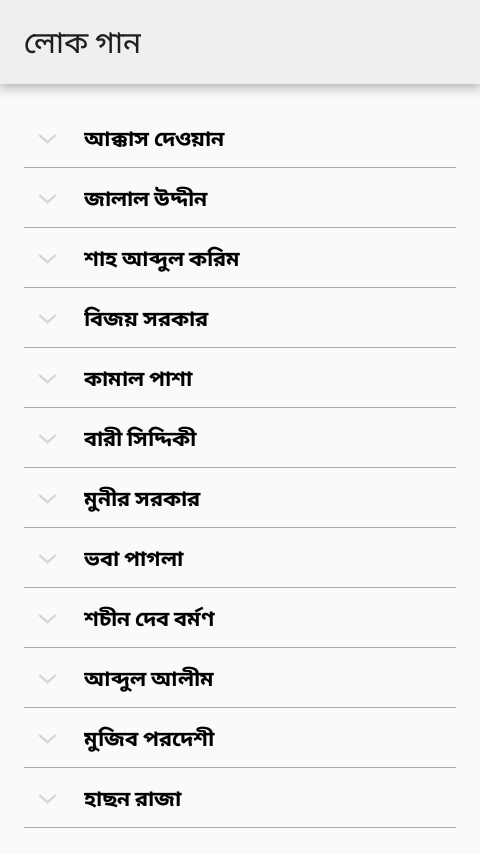 লোক গান
আক্কাস দেওয়ান
জালাল উদ্দীন
শাহ আব্দুল করিম
বিজয় সরকার
কামাল পাশা
বারী সিদ্দিকী
মুনীর সরকার
ভবা পাগলা
শচীন দেব বর্মণ
আব্দুল আলীম
মুজিব পরদেশী
হাছন রাজা